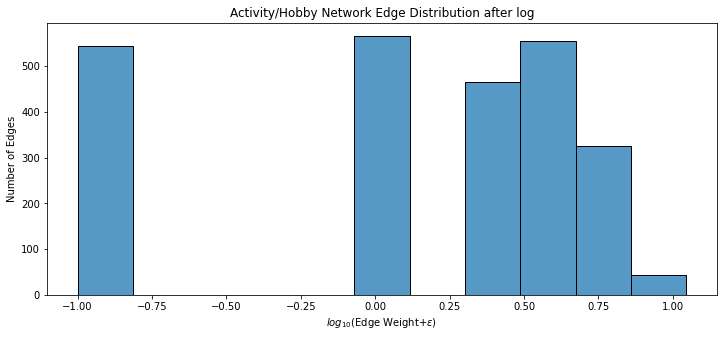 Activity/Hobby Network Edge Distribution after log
Number of Edges
500
400
300
200
100
0
−1.00 −0.75 −0.50 −0.25 0.00 0.25 0.50 0.75 1.00
log₁₀(Edge Weight+ε)